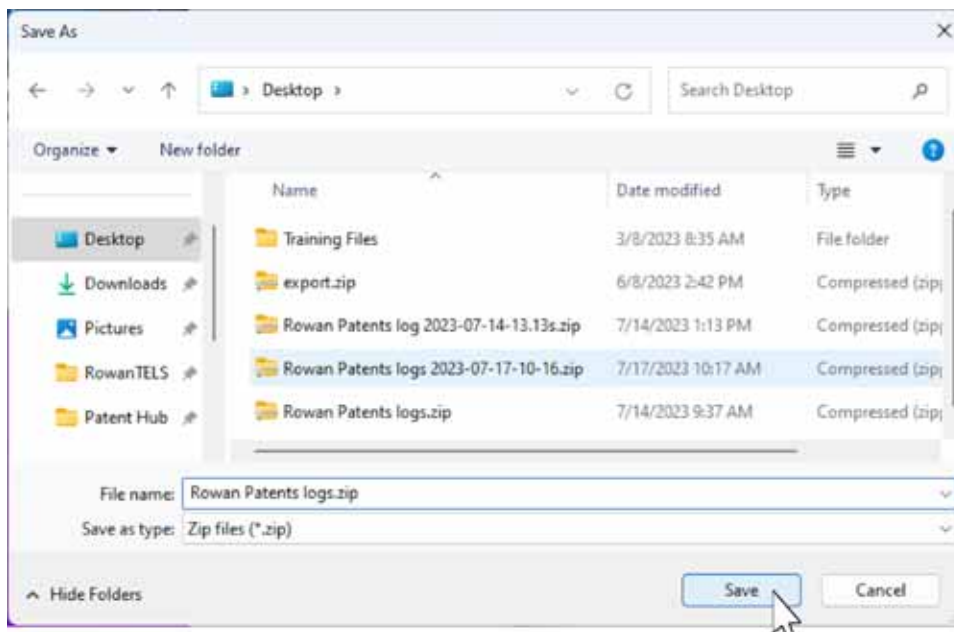 Save As
Desktop
Search Desktop
Organize
New folder
Name Date modified Type
Desktop
Downloads
Pictures
RowanTELS
Patent Hub
Training Files 3/8/2023 8:35 AM File folder
export.zip 6/8/2023 2:42 PM Compressed (zip
Rowan Patents log 2023-07-14-13.13s.zip 7/14/2023 1:13 PM Compressed (zip
Rowan Patents logs 2023-07-17-10-16.zip 7/17/2023 10:17 AM Compressed (zip
Rowan Patents logs.zip 7/14/2023 9:37 AM Compressed (zip
File name: Rowan Patents logs.zip
Save as type: Zip files (*.zip)
Hide Folders
Save
Cancel